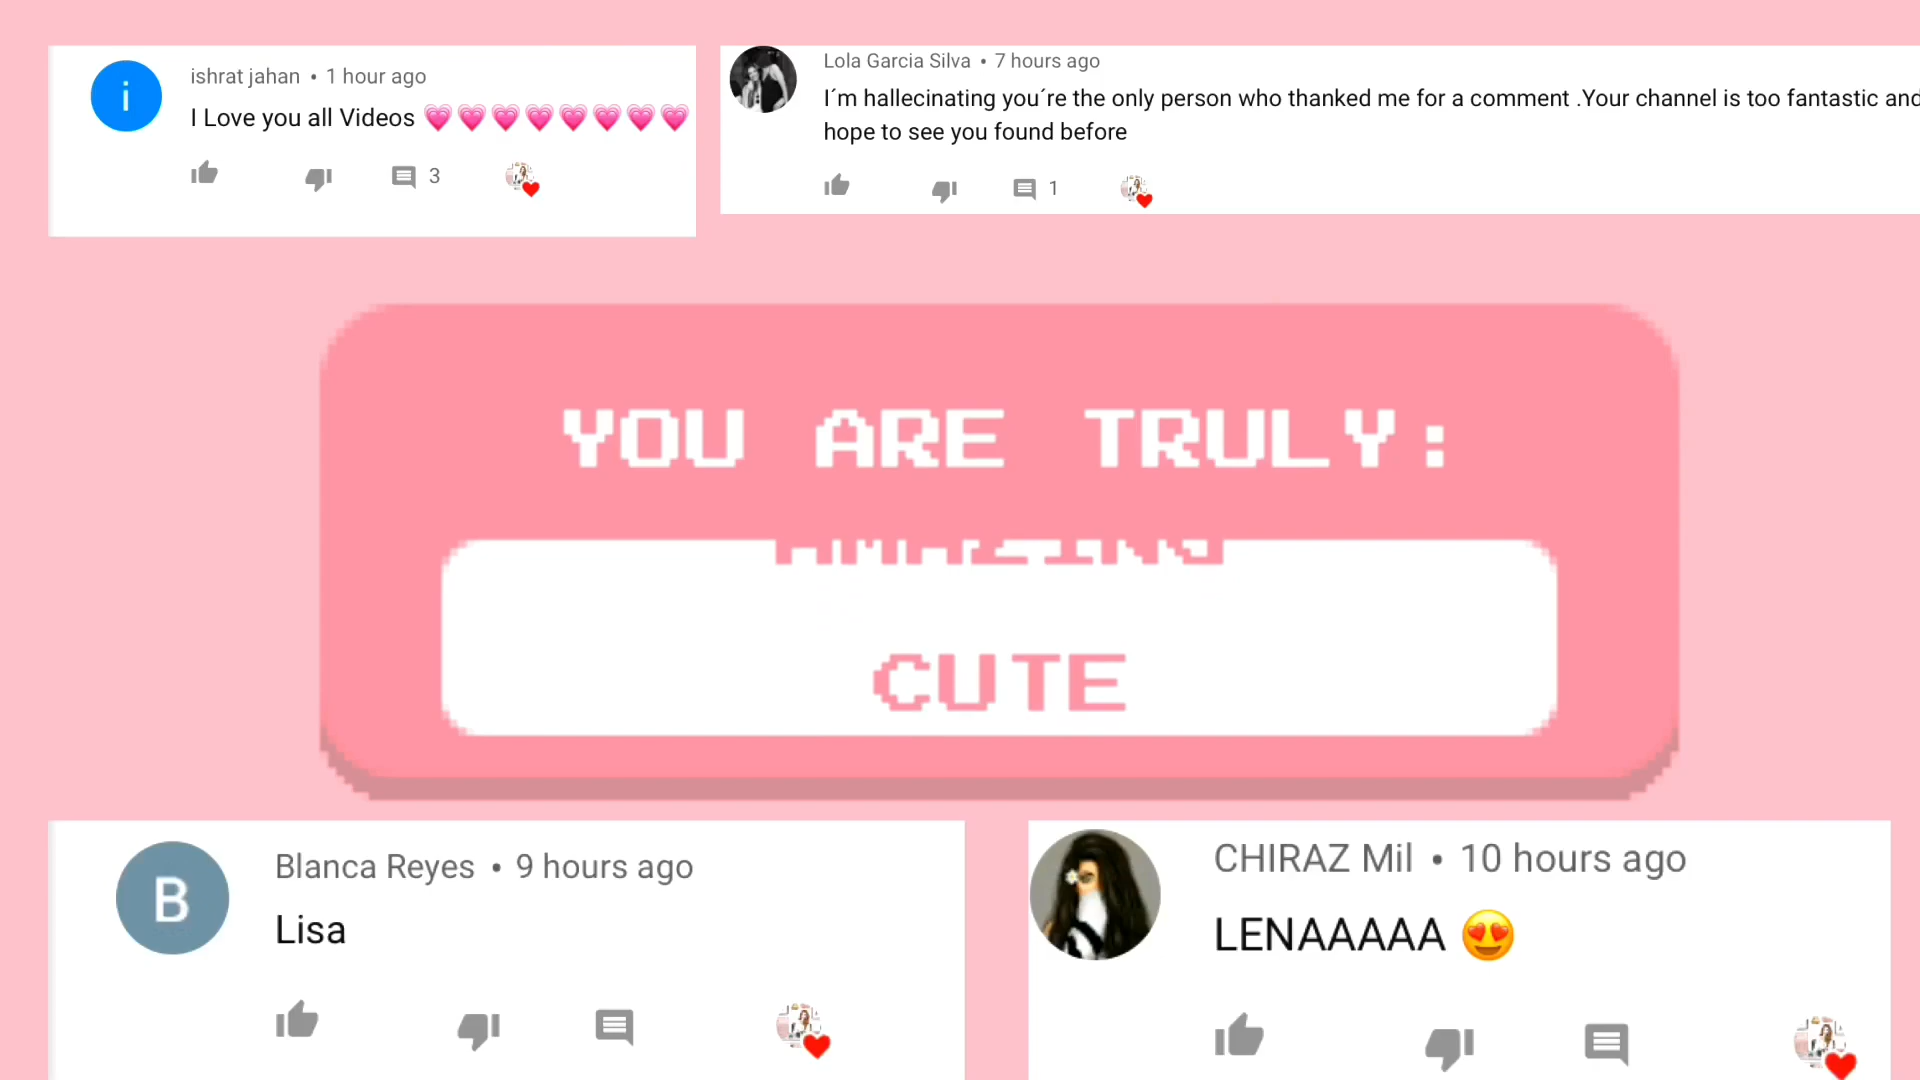 ishrat jahan • 1 hour ago
I Love you all Videos 💗💗💗💗💗💗💗💗
3
Lola Garcia Silva • 7 hours ago
I´m hallecinating you´re the only person who thanked me for a comment .Your channel is too fantastic and
hope to see you found before
1
YOU ARE TRULY:
AMAZING
CUTE
B
Blanca Reyes • 9 hours ago
Lisa
CHIRAZ Mil • 10 hours ago
LENAAAAA 😍